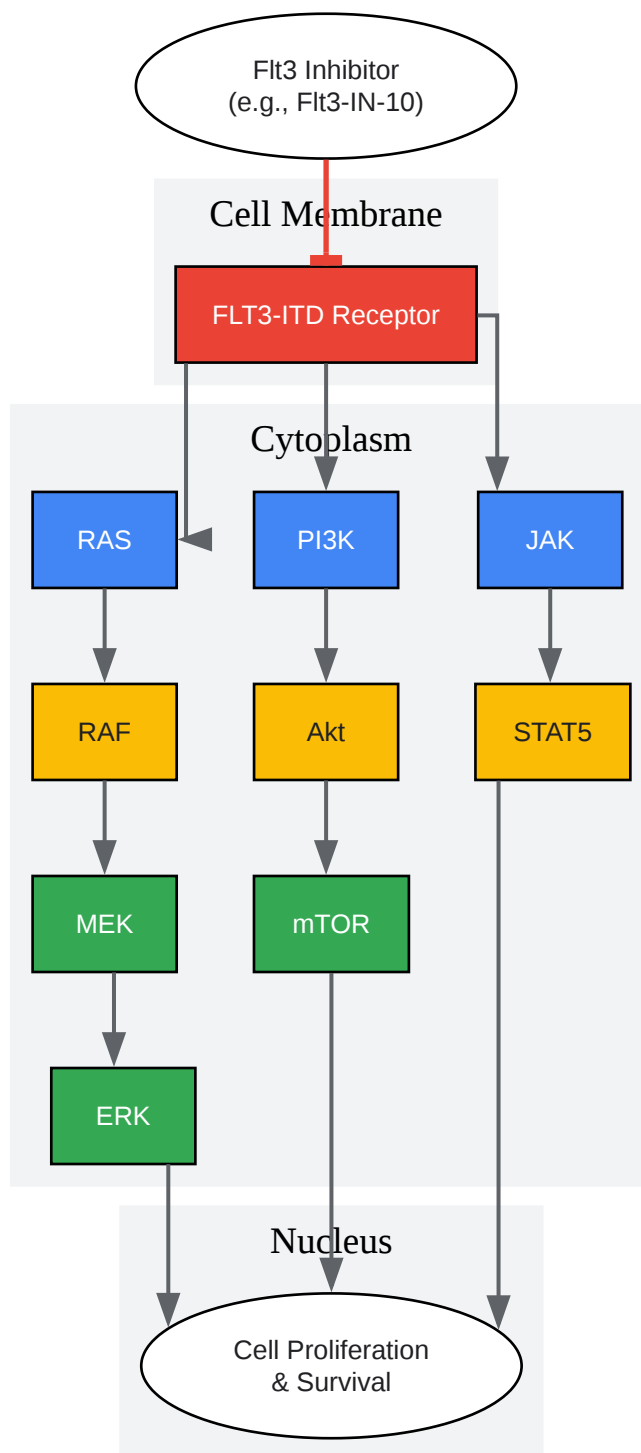 Flt3 Inhibitor
(e.g., Flt3-IN-10)
Cell Membrane
FLT3-ITD Receptor
Cytoplasm
RAS
PI3K
JAK
RAF
Akt
STAT5
MEK
mTOR
ERK
Nucleus
Cell Proliferation
& Survival